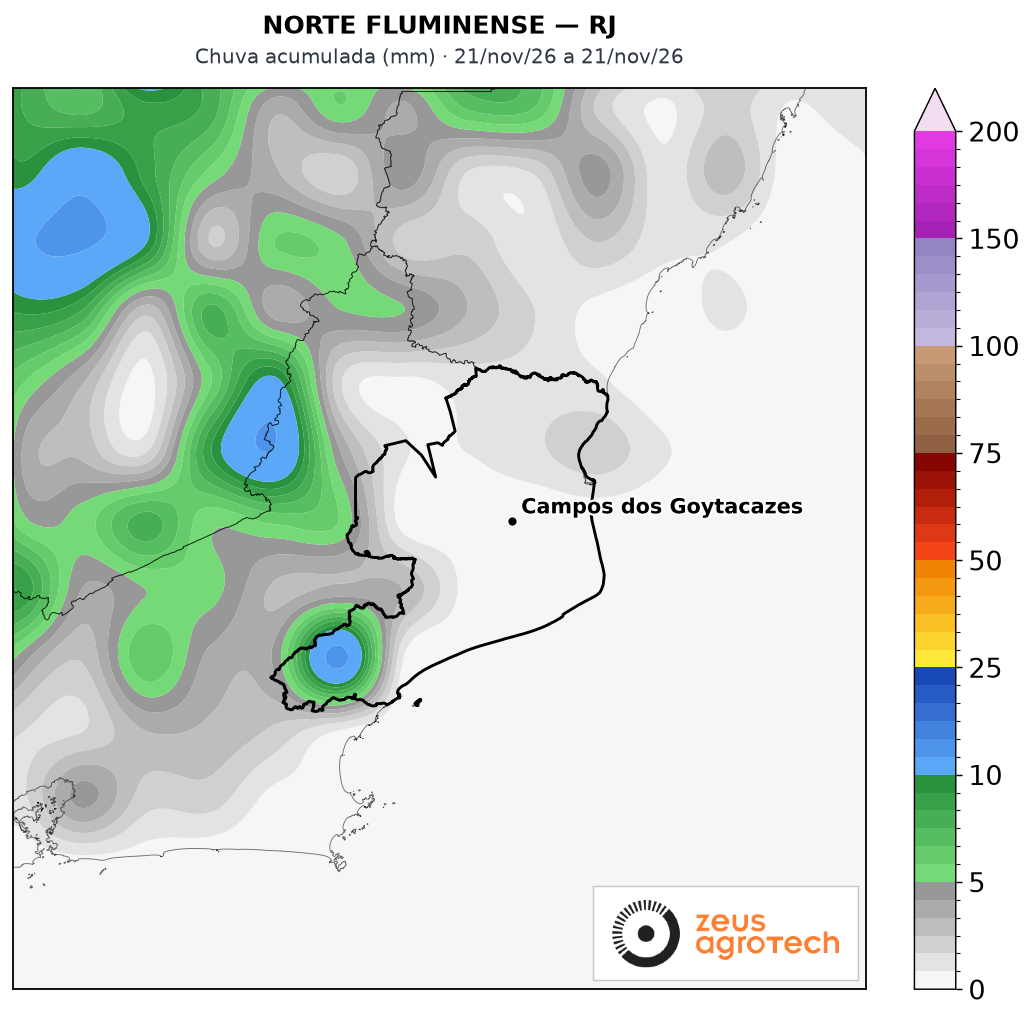 NORTE FLUMINENSE — RJ
Chuva acumulada (mm) · 21/nov/26 a 21/nov/26
200
150
100
75
50
25
10
5
0
Campos dos Goytacazes
zeus
agrotech